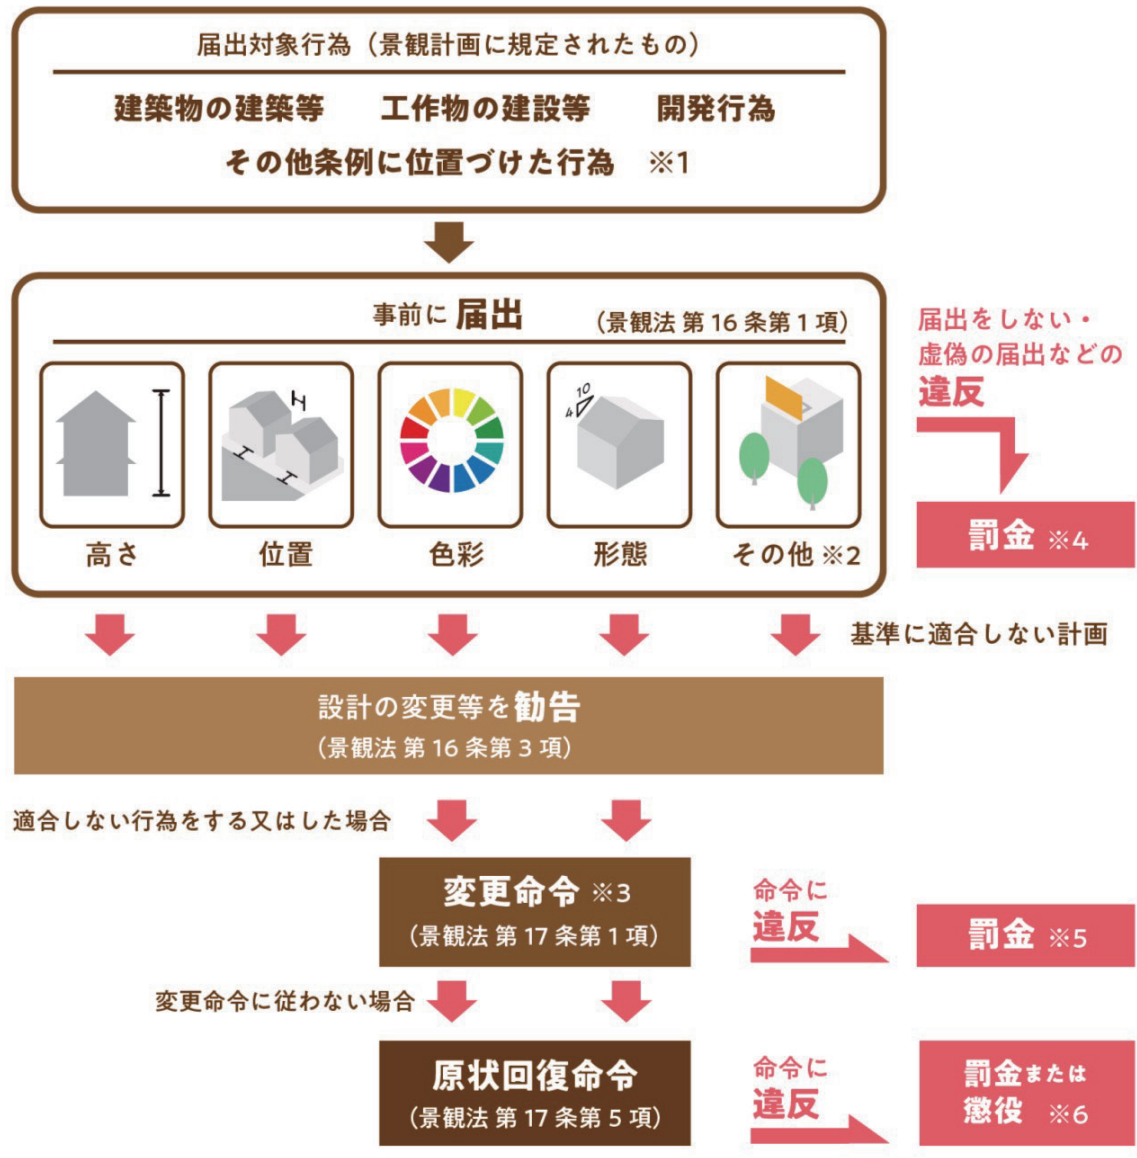 届出対象行為（景観計画に規定されたもの）
建築物の建築等　工作物の建設等　開発行為
その他条例に位置づけた行為　※1
事前に 届出　（景観法 第 16 条第 1 項）
届出をしない・
虚偽の届出などの
違反
罰金 ※4
10
4
高さ　位置　色彩　形態　その他 ※2
基準に適合しない計画
設計の変更等を勧告
（景観法 第 16 条第 3 項）
適合しない行為をする又はした場合
変更命令 ※3
（景観法 第 17 条第 1 項）
命令に
違反
罰金 ※5
変更命令に従わない場合
原状回復命令
（景観法 第 17 条第 5 項）
命令に
違反
罰金または
懲役 ※6